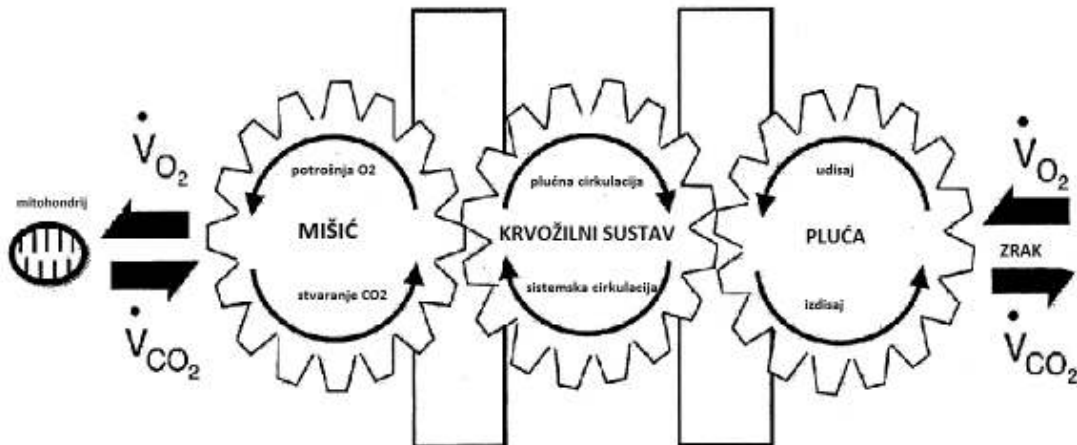 V̇O₂
mitohondrij
V̇CO₂
potrošnja O2
MIŠIĆ
stvaranje CO2
plućna cirkulacija
KRVOŽILNI SUSTAV
sistemska cirkulacija
udisaj
PLUĆA
izdisaj
V̇O₂
ZRAK
V̇CO₂